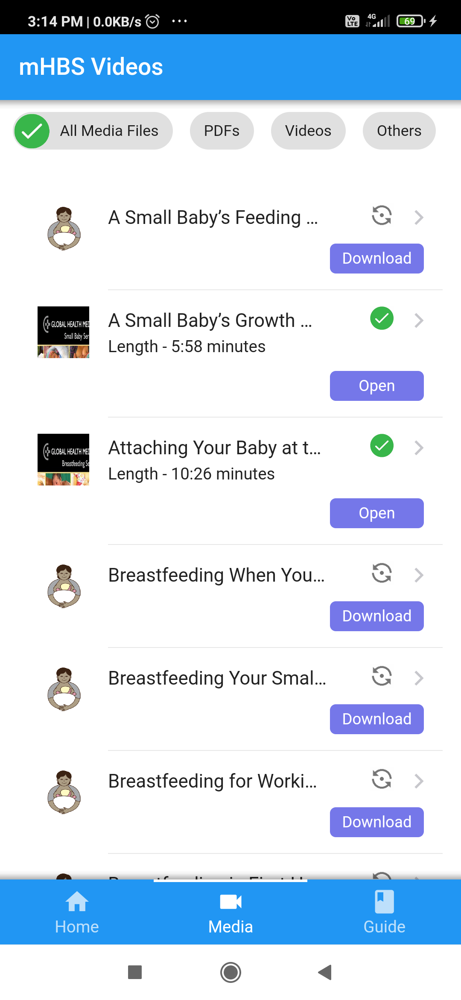 3:14 PM | 0.0KB/s ...
Vo LTE 4G 69
mHBS Videos
All Media Files PDFs Videos Others
A Small Baby’s Feeding ...
Download
GLOBAL HEALTH MED
Small Baby Ser
A Small Baby’s Growth ...
Length - 5:58 minutes
Open
GLOBAL HEALTH MED
Breastfeeding Se
Attaching Your Baby at t...
Length - 10:26 minutes
Open
Breastfeeding When You...
Download
Breastfeeding Your Smal...
Download
Breastfeeding for Worki...
Download
Breastfeeding in First H
Home Media Guide